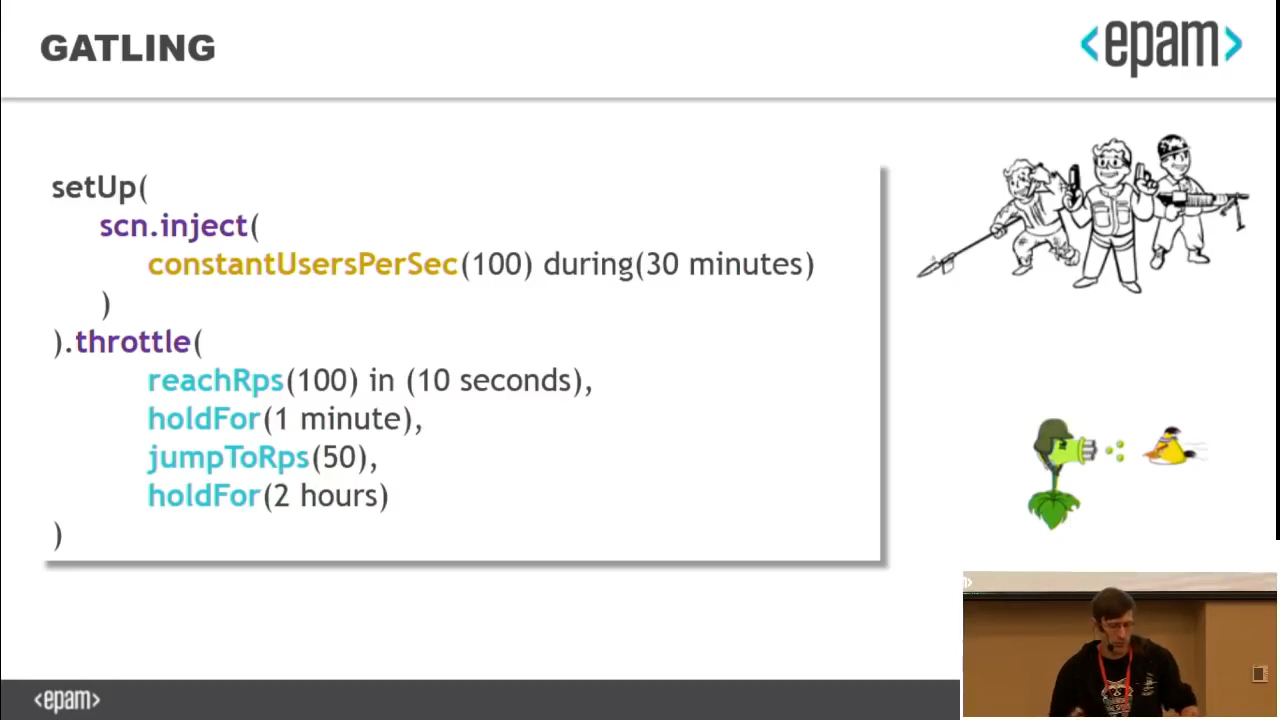 GATLING
<epam>
setUp(
scn.inject(
constantUsersPerSec(100) during(30 minutes)
)
).throttle(
reachRps(100) in (10 seconds),
holdFor(1 minute),
jumpToRps(50),
holdFor(2 hours)
)
<epam>